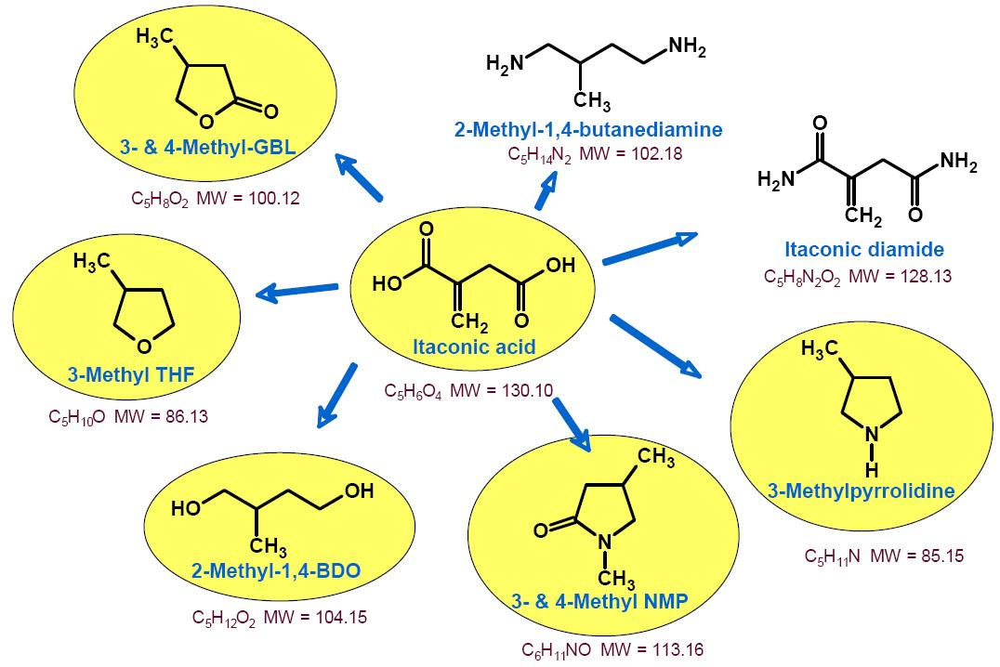 H₃C
O
O
3- & 4-Methyl-GBL
C₅H₈O₂ MW = 100.12
H₂N
NH₂
CH₃
2-Methyl-1,4-butanediamine
C₅H₁₄N₂ MW = 102.18
O
H₂N
NH₂
CH₂
O
Itaconic diamide
C₅H₈N₂O₂ MW = 128.13
O
HO
OH
CH₂
O
Itaconic acid
C₅H₆O₄ MW = 130.10
H₃C
O
3-Methyl THF
C₅H₁₀O MW = 86.13
H₃C
N
H
3-Methylpyrrolidine
C₅H₁₁N MW = 85.15
HO
OH
CH₃
2-Methyl-1,4-BDO
C₅H₁₂O₂ MW = 104.15
CH₃
O
N
CH₃
3- & 4-Methyl NMP
C₆H₁₁NO MW = 113.16